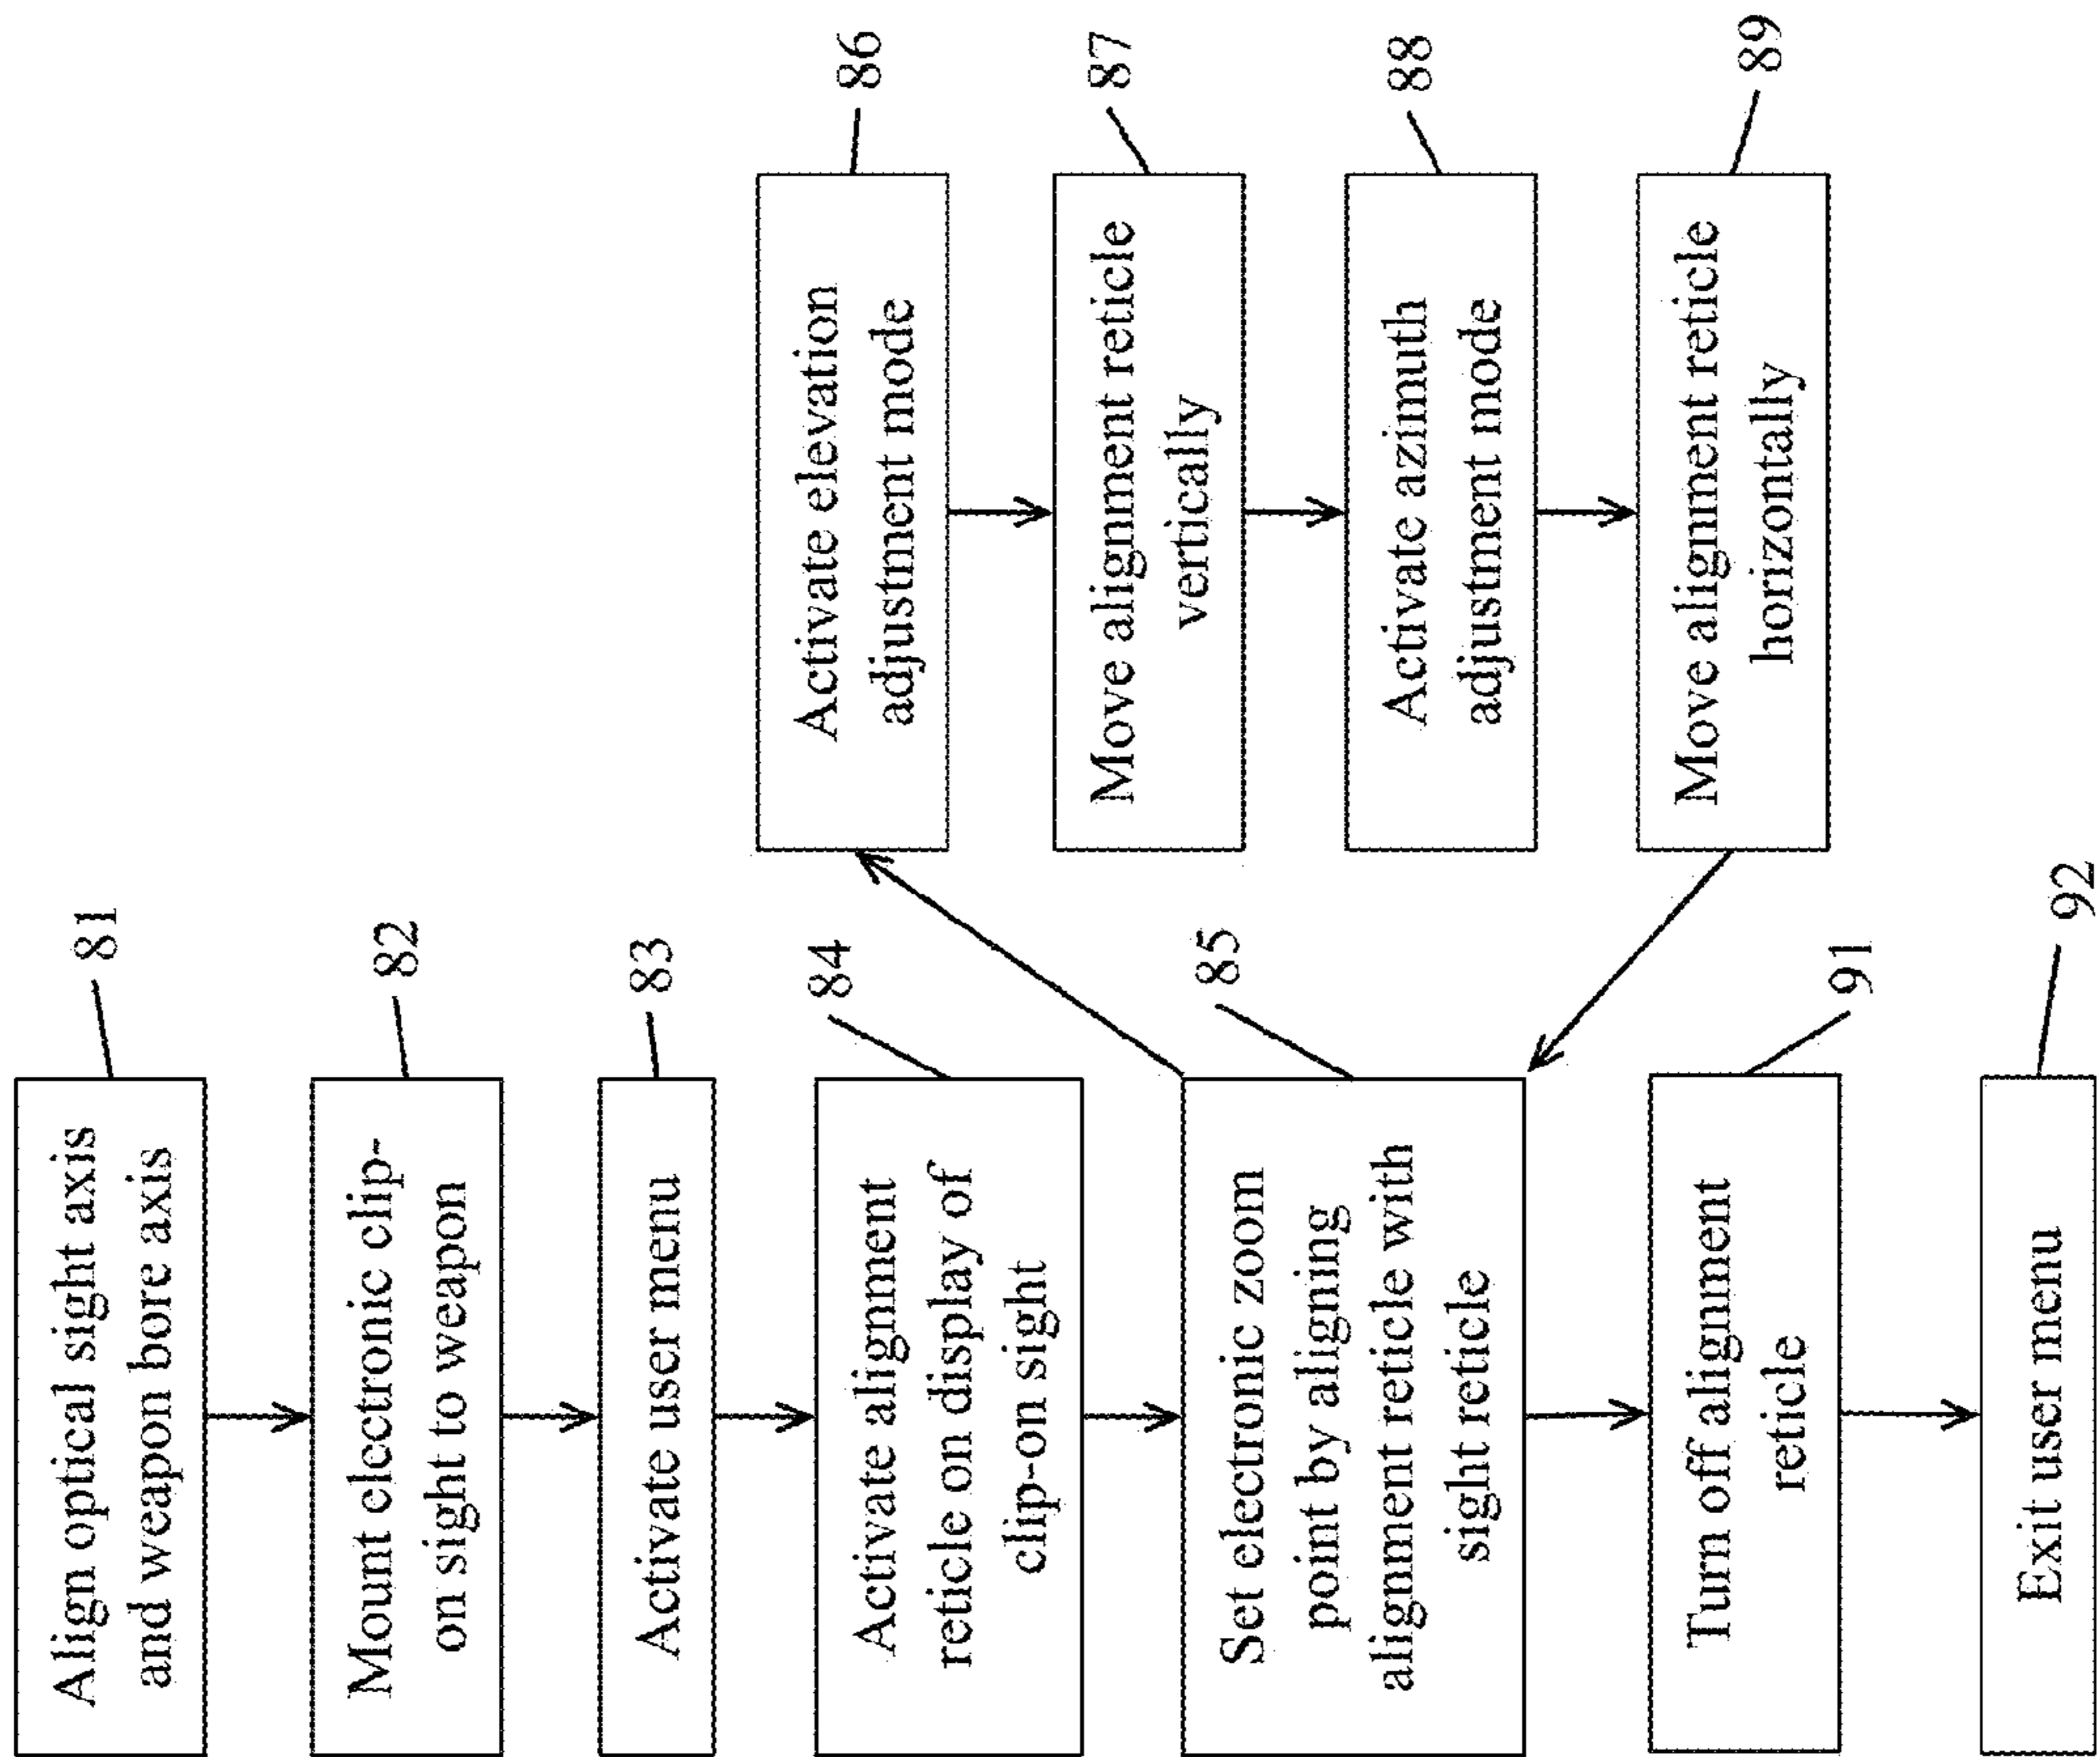 Align optical sight axis
and weapon bore axis
81
Mount electronic clip-
on sight to weapon
82
Activate user menu
83
Activate alignment
reticle on display of
clip-on sight
84
Set electronic zoom
point by aligning
alignment reticle with
sight reticle
85
Activate elevation
adjustment mode
86
Move alignment reticle
vertically
87
Activate azimuth
adjustment mode
88
Move alignment reticle
horizontally
89
Turn off alignment
reticle
91
Exit user menu
92